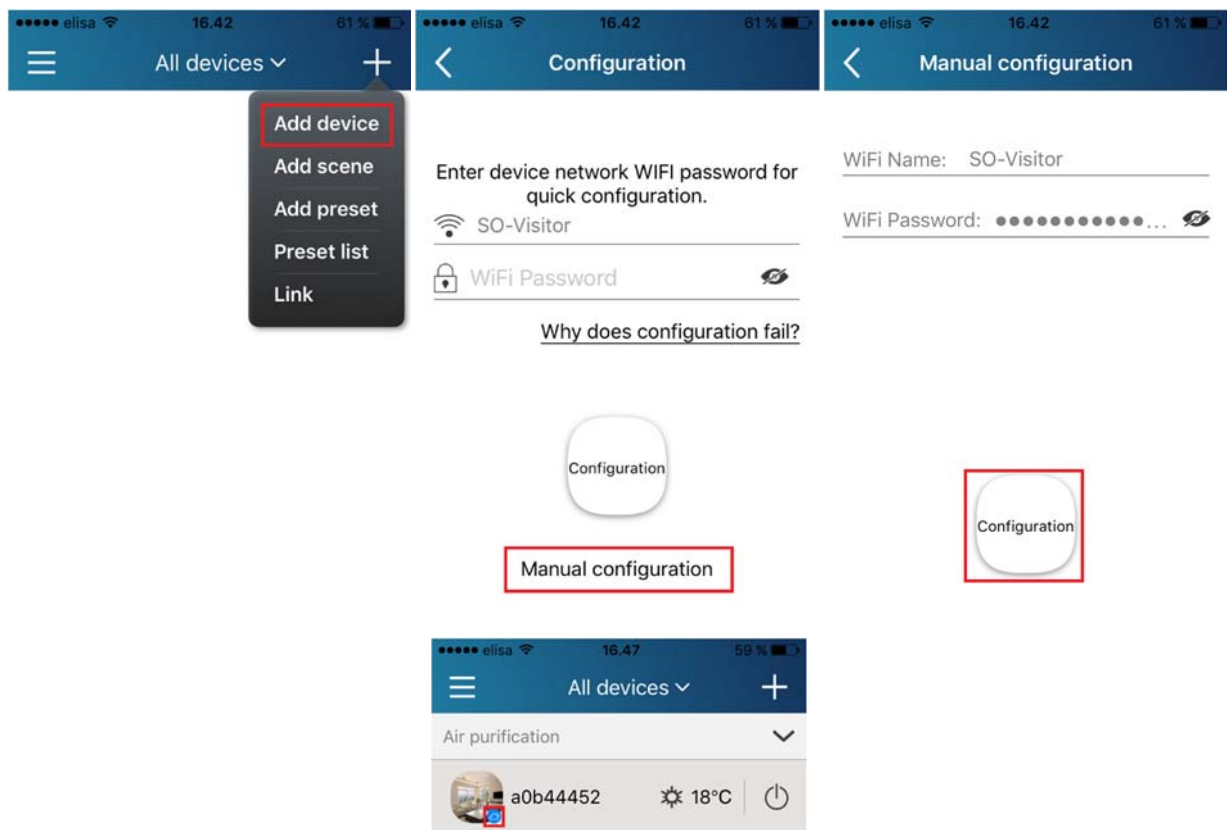 elisa 16.42 61 %
All devices
Add device
Add scene
Add preset
Preset list
Link
elisa 16.42 61 %
Configuration
Enter device network WIFI password for
quick configuration.
SO-Visitor
WiFi Password
Why does configuration fail?
Configuration
Manual configuration
elisa 16.42 61 %
Manual configuration
WiFi Name: SO-Visitor
WiFi Password: ●●●●●●●●●●●...
Configuration
elisa 16.47 59 %
All devices
Air purification
a0b44452 18°C